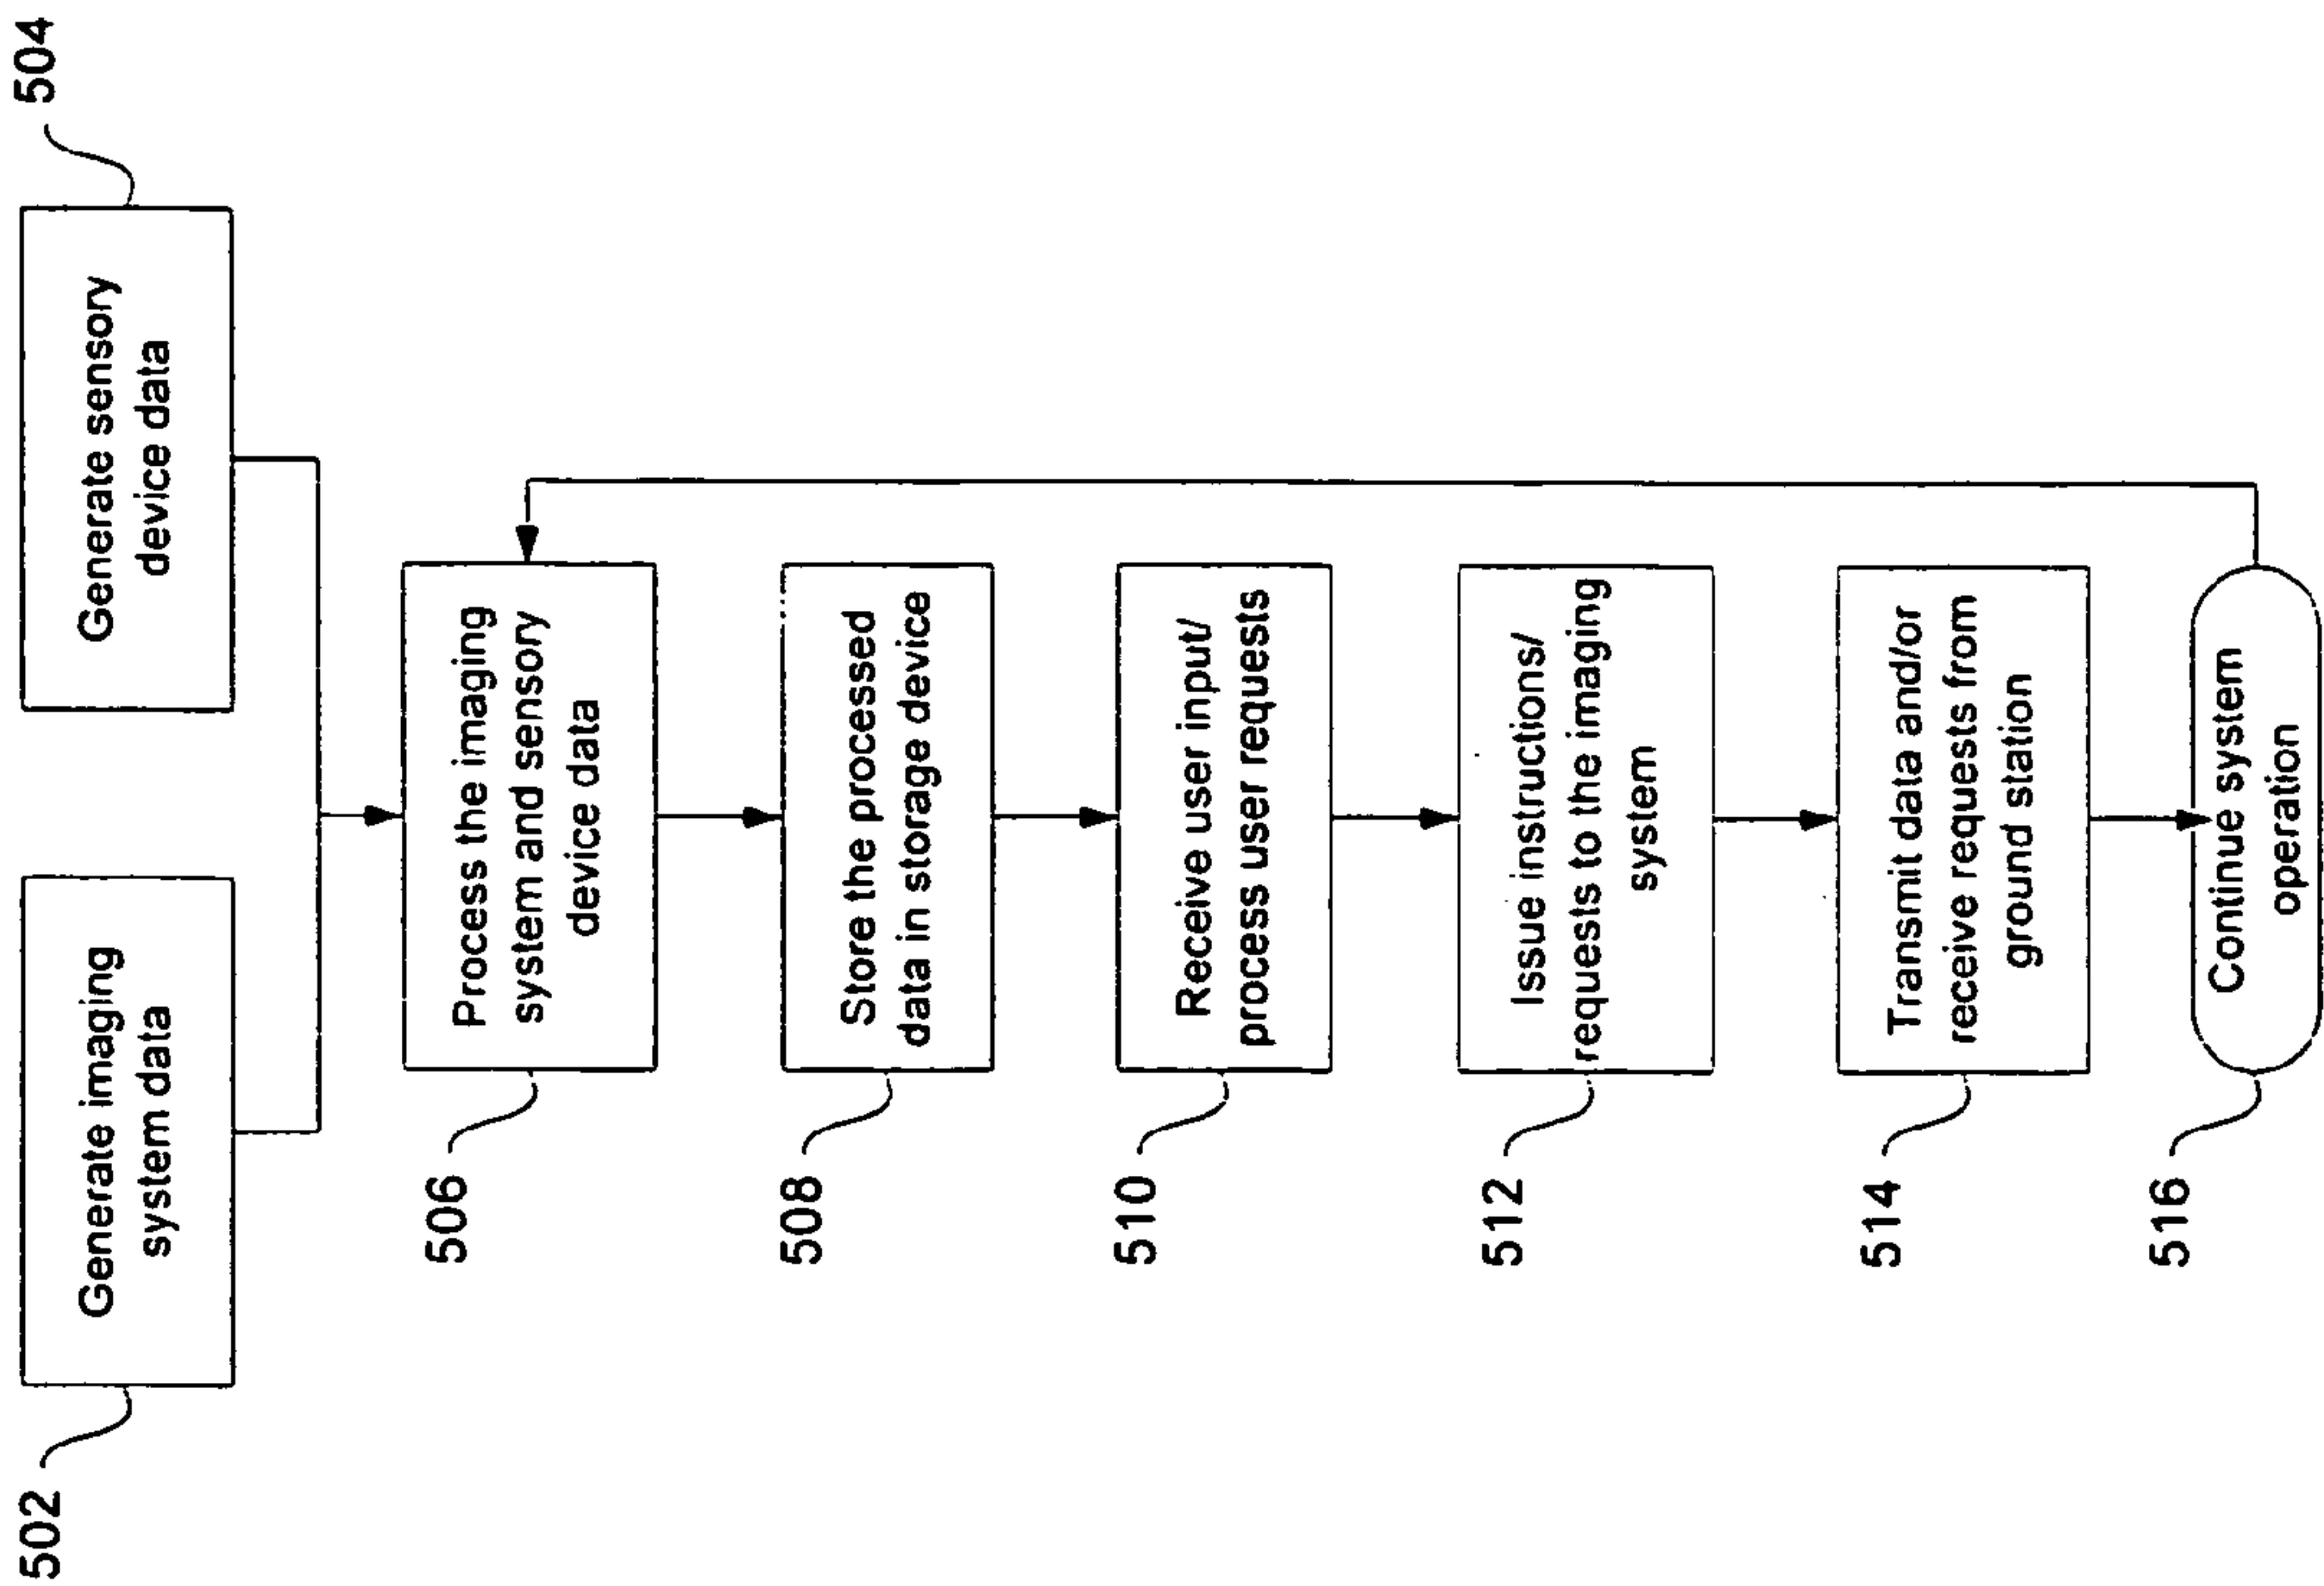 502
Generate imaging
system data
504
Generate sensory
device data
506
Process the imaging
system and sensory
device data
508
Store the processed
data in storage device
510
Receive user input/
process user requests
512
Issue instructions/
requests to the imaging
system
514
Transmit data and/or
receive requests from
ground station
516
Continue system
operation